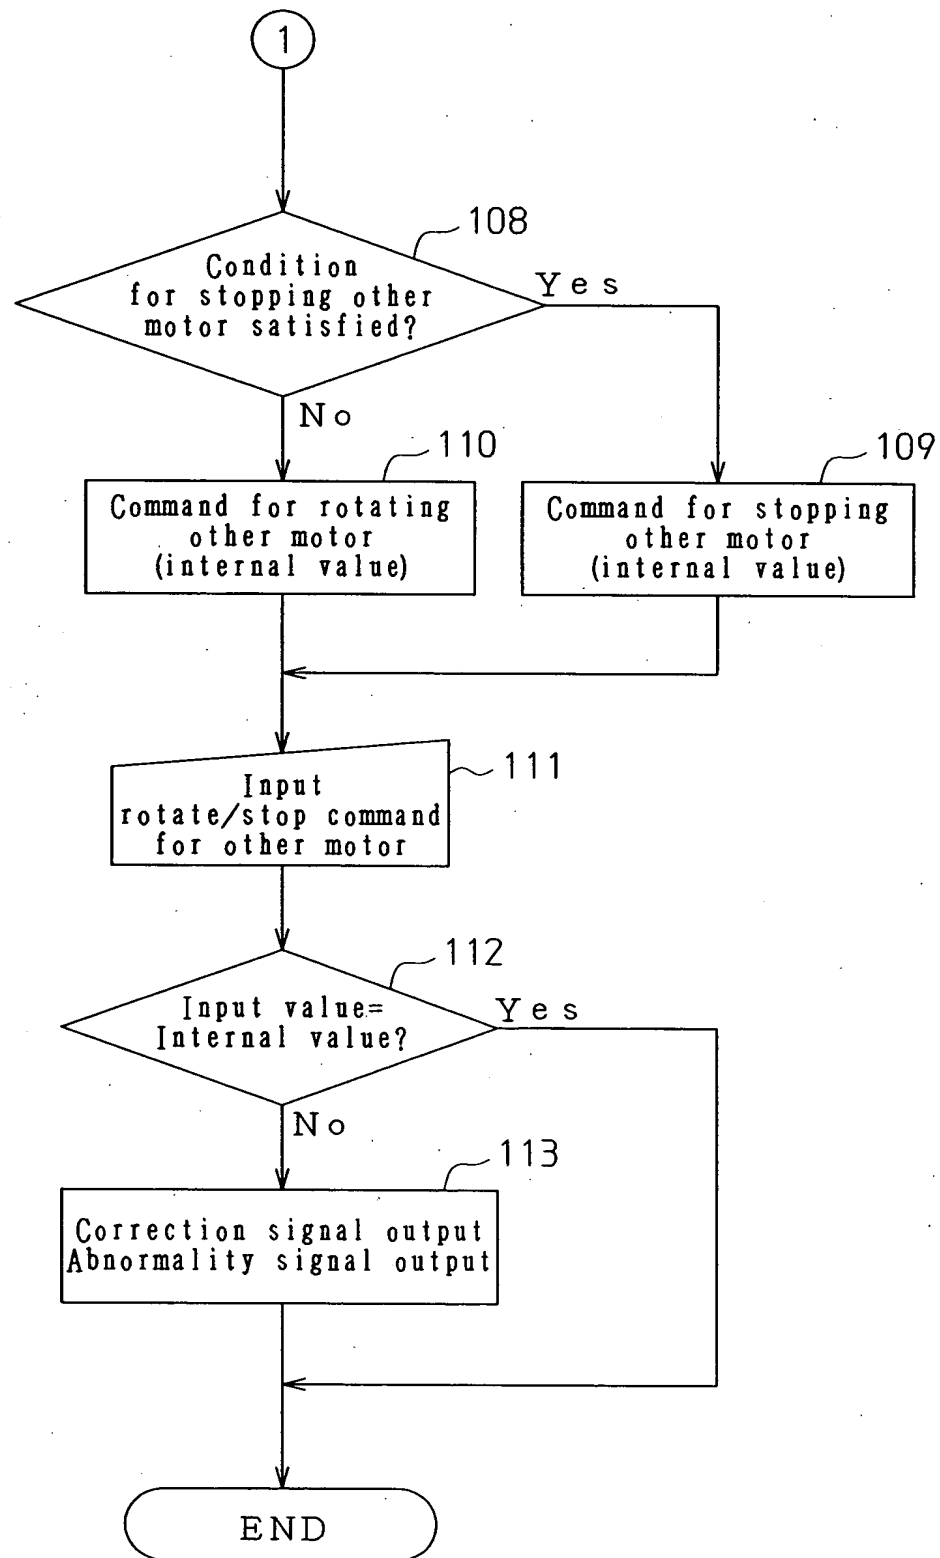 1
108
Condition
for stopping other
motor satisfied?
Yes
No
110
Command for rotating
other motor
(internal value)
109
Command for stopping
other motor
(internal value)
111
Input
rotate/stop command
for other motor
112
Input value=
Internal value?
Yes
No
113
Correction signal output
Abnormality signal output
END